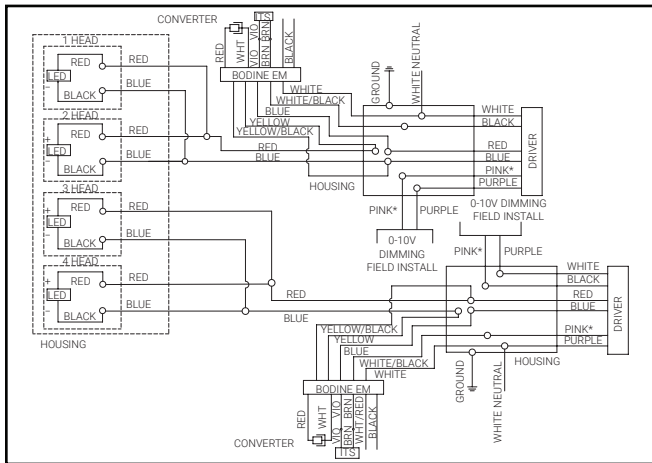 CONVERTER
ITS
RED
WHT
VIO
VIO
BRN
BRN
BLACK
BODINE EM
1 HEAD
RED
RED
LED
−
BLACK
BLUE
2 HEAD
+
RED
RED
LED
−
BLACK
BLUE
3 HEAD
+
RED
RED
LED
−
BLACK
BLUE
4 HEAD
+
RED
RED
LED
−
BLACK
BLUE
HOUSING
WHITE
WHITE/BLACK
BLUE
YELLOW
YELLOW/BLACK
RED
BLUE
HOUSING
GROUND
WHITE NEUTRAL
WHITE
BLACK
RED
BLUE
PINK*
PURPLE
DRIVER
PINK*
PURPLE
0-10V
DIMMING
FIELD INSTALL
0-10V DIMMING
FIELD INSTALL
PINK*
PURPLE
WHITE
BLACK
RED
BLUE
PINK*
PURPLE
DRIVER
RED
BLUE
YELLOW/BLACK
YELLOW
BLUE
WHITE/BLACK
WHITE
HOUSING
GROUND
WHITE NEUTRAL
BODINE EM
RED
WHT
VIO
VIO
BRN
BRN
WHT/RED
BLACK
CONVERTER
ITS